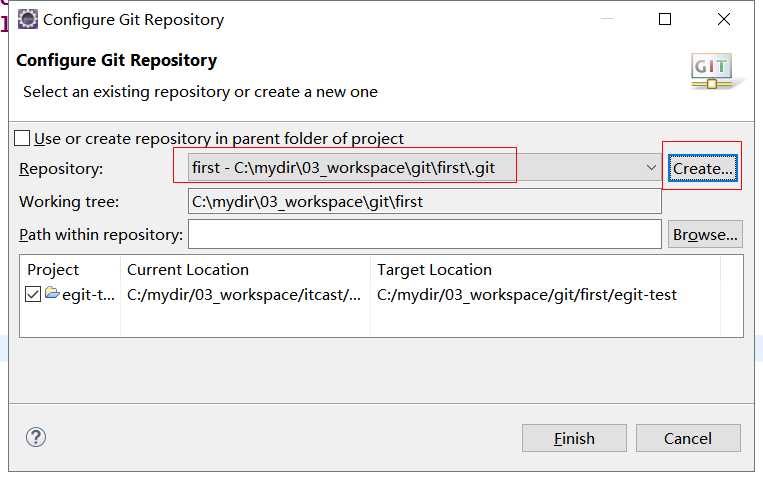 Configure Git Repository
Configure Git Repository
Select an existing repository or create a new one
GIT
Use or create repository in parent folder of project
Repository: first - C:\mydir\03_workspace\git\first\.git Create...
Working tree: C:\mydir\03_workspace\git\first
Path within repository: Browse...
Project Current Location Target Location
egit-t... C:/mydir/03_workspace/itcast/... C:/mydir/03_workspace/git/first/egit-test
? Finish Cancel